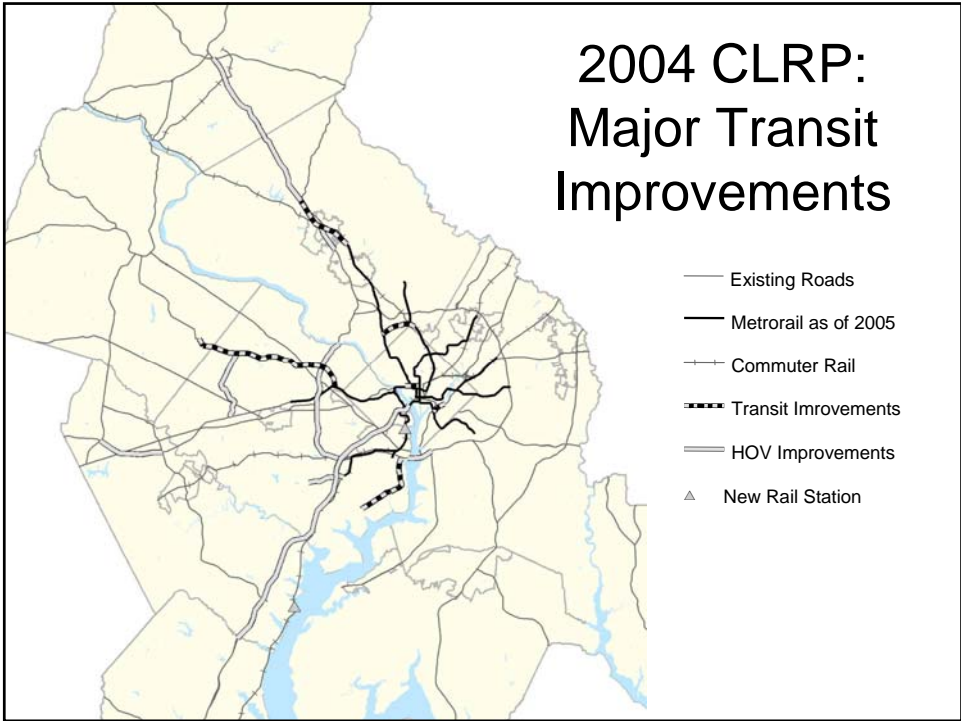 2004 CLRP:
Major Transit
Improvements
Existing Roads
Metrorail as of 2005
Commuter Rail
Transit Imrovements
HOV Improvements
New Rail Station